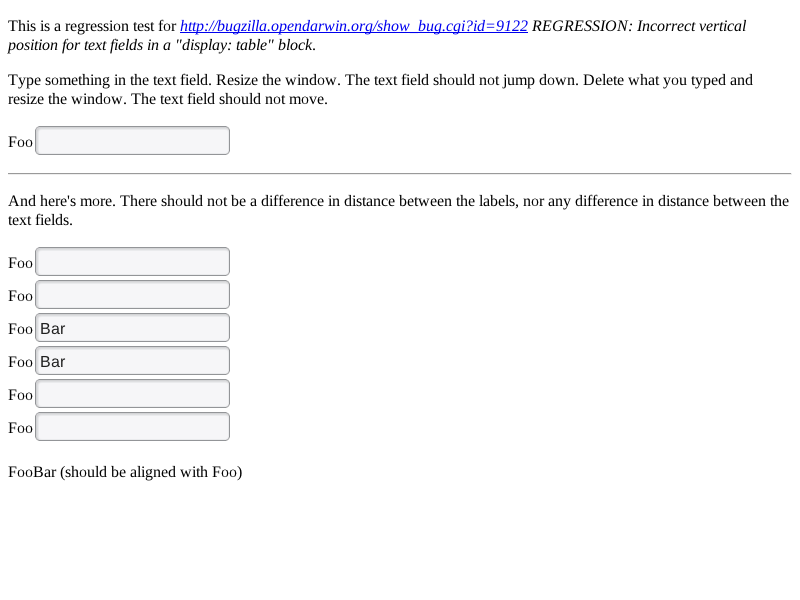 This is a regression test for http://bugzilla.opendarwin.org/show_bug.cgi?id=9122 REGRESSION: Incorrect vertical
position for text fields in a "display: table" block.
Type something in the text field. Resize the window. The text field should not jump down. Delete what you typed and
resize the window. The text field should not move.
Foo
And here's more. There should not be a difference in distance between the labels, nor any difference in distance between the
text fields.
Foo
Foo
Foo Bar
Foo Bar
Foo
Foo
FooBar (should be aligned with Foo)